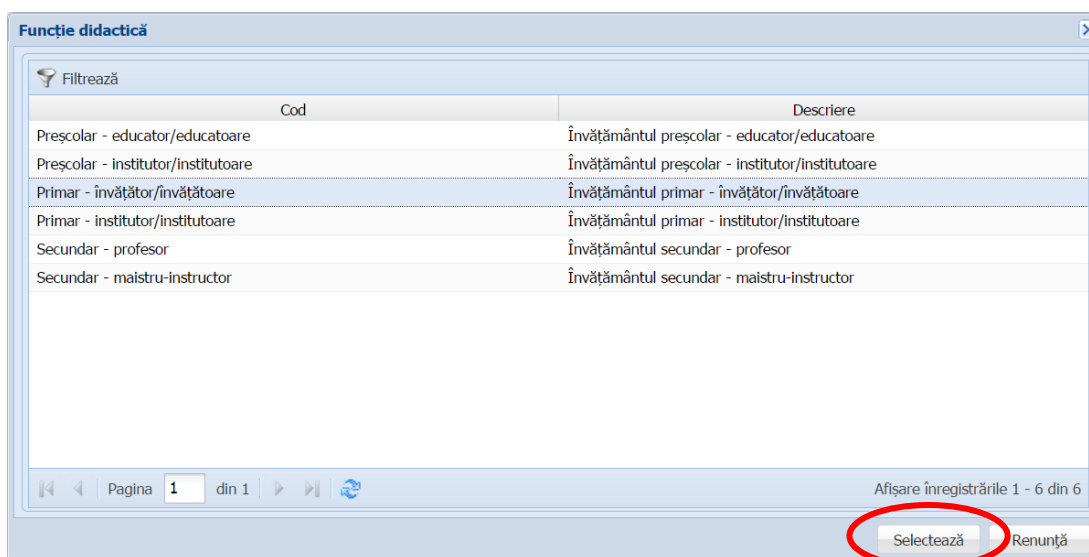 Funcție didactică
Filtrează
Cod Descriere
Preșcolar - educator/educatoare Învățământul preșcolar - educator/educatoare
Preșcolar - institutor/institutoare Învățământul preșcolar - institutor/institutoare
Primar - învățător/învățătoare Învățământul primar - învățător/învățătoare
Primar - institutor/institutoare Învățământul primar - institutor/institutoare
Secundar - profesor Învățământul secundar - profesor
Secundar - maistru-instructor Învățământul secundar - maistru-instructor
Pagina 1 din 1 Afișare înregistrările 1 - 6 din 6
Selectează Renunță